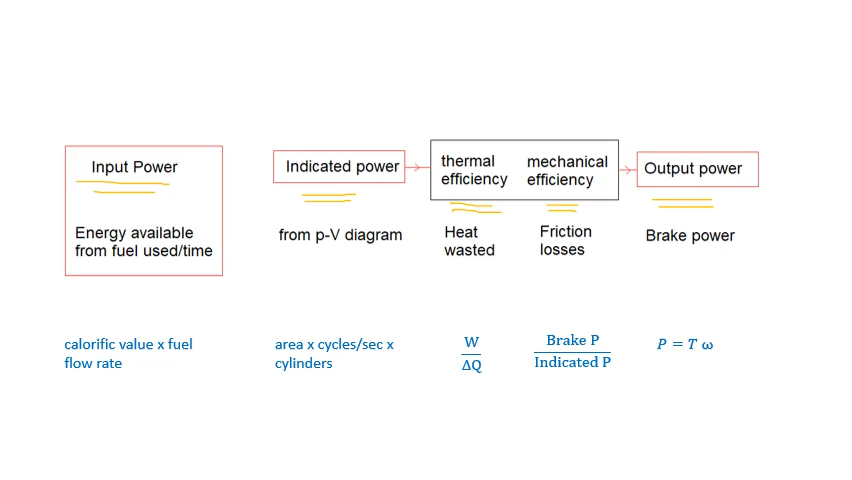 Input Power
Energy available
from fuel used/time
Indicated power
from p-V diagram
thermal
efficiency
mechanical
efficiency
Heat
wasted
Friction
losses
Output power
Brake power
calorific value x fuel
flow rate
area x cycles/sec x
cylinders
W
ΔQ
Brake P
Indicated P
P = T ω